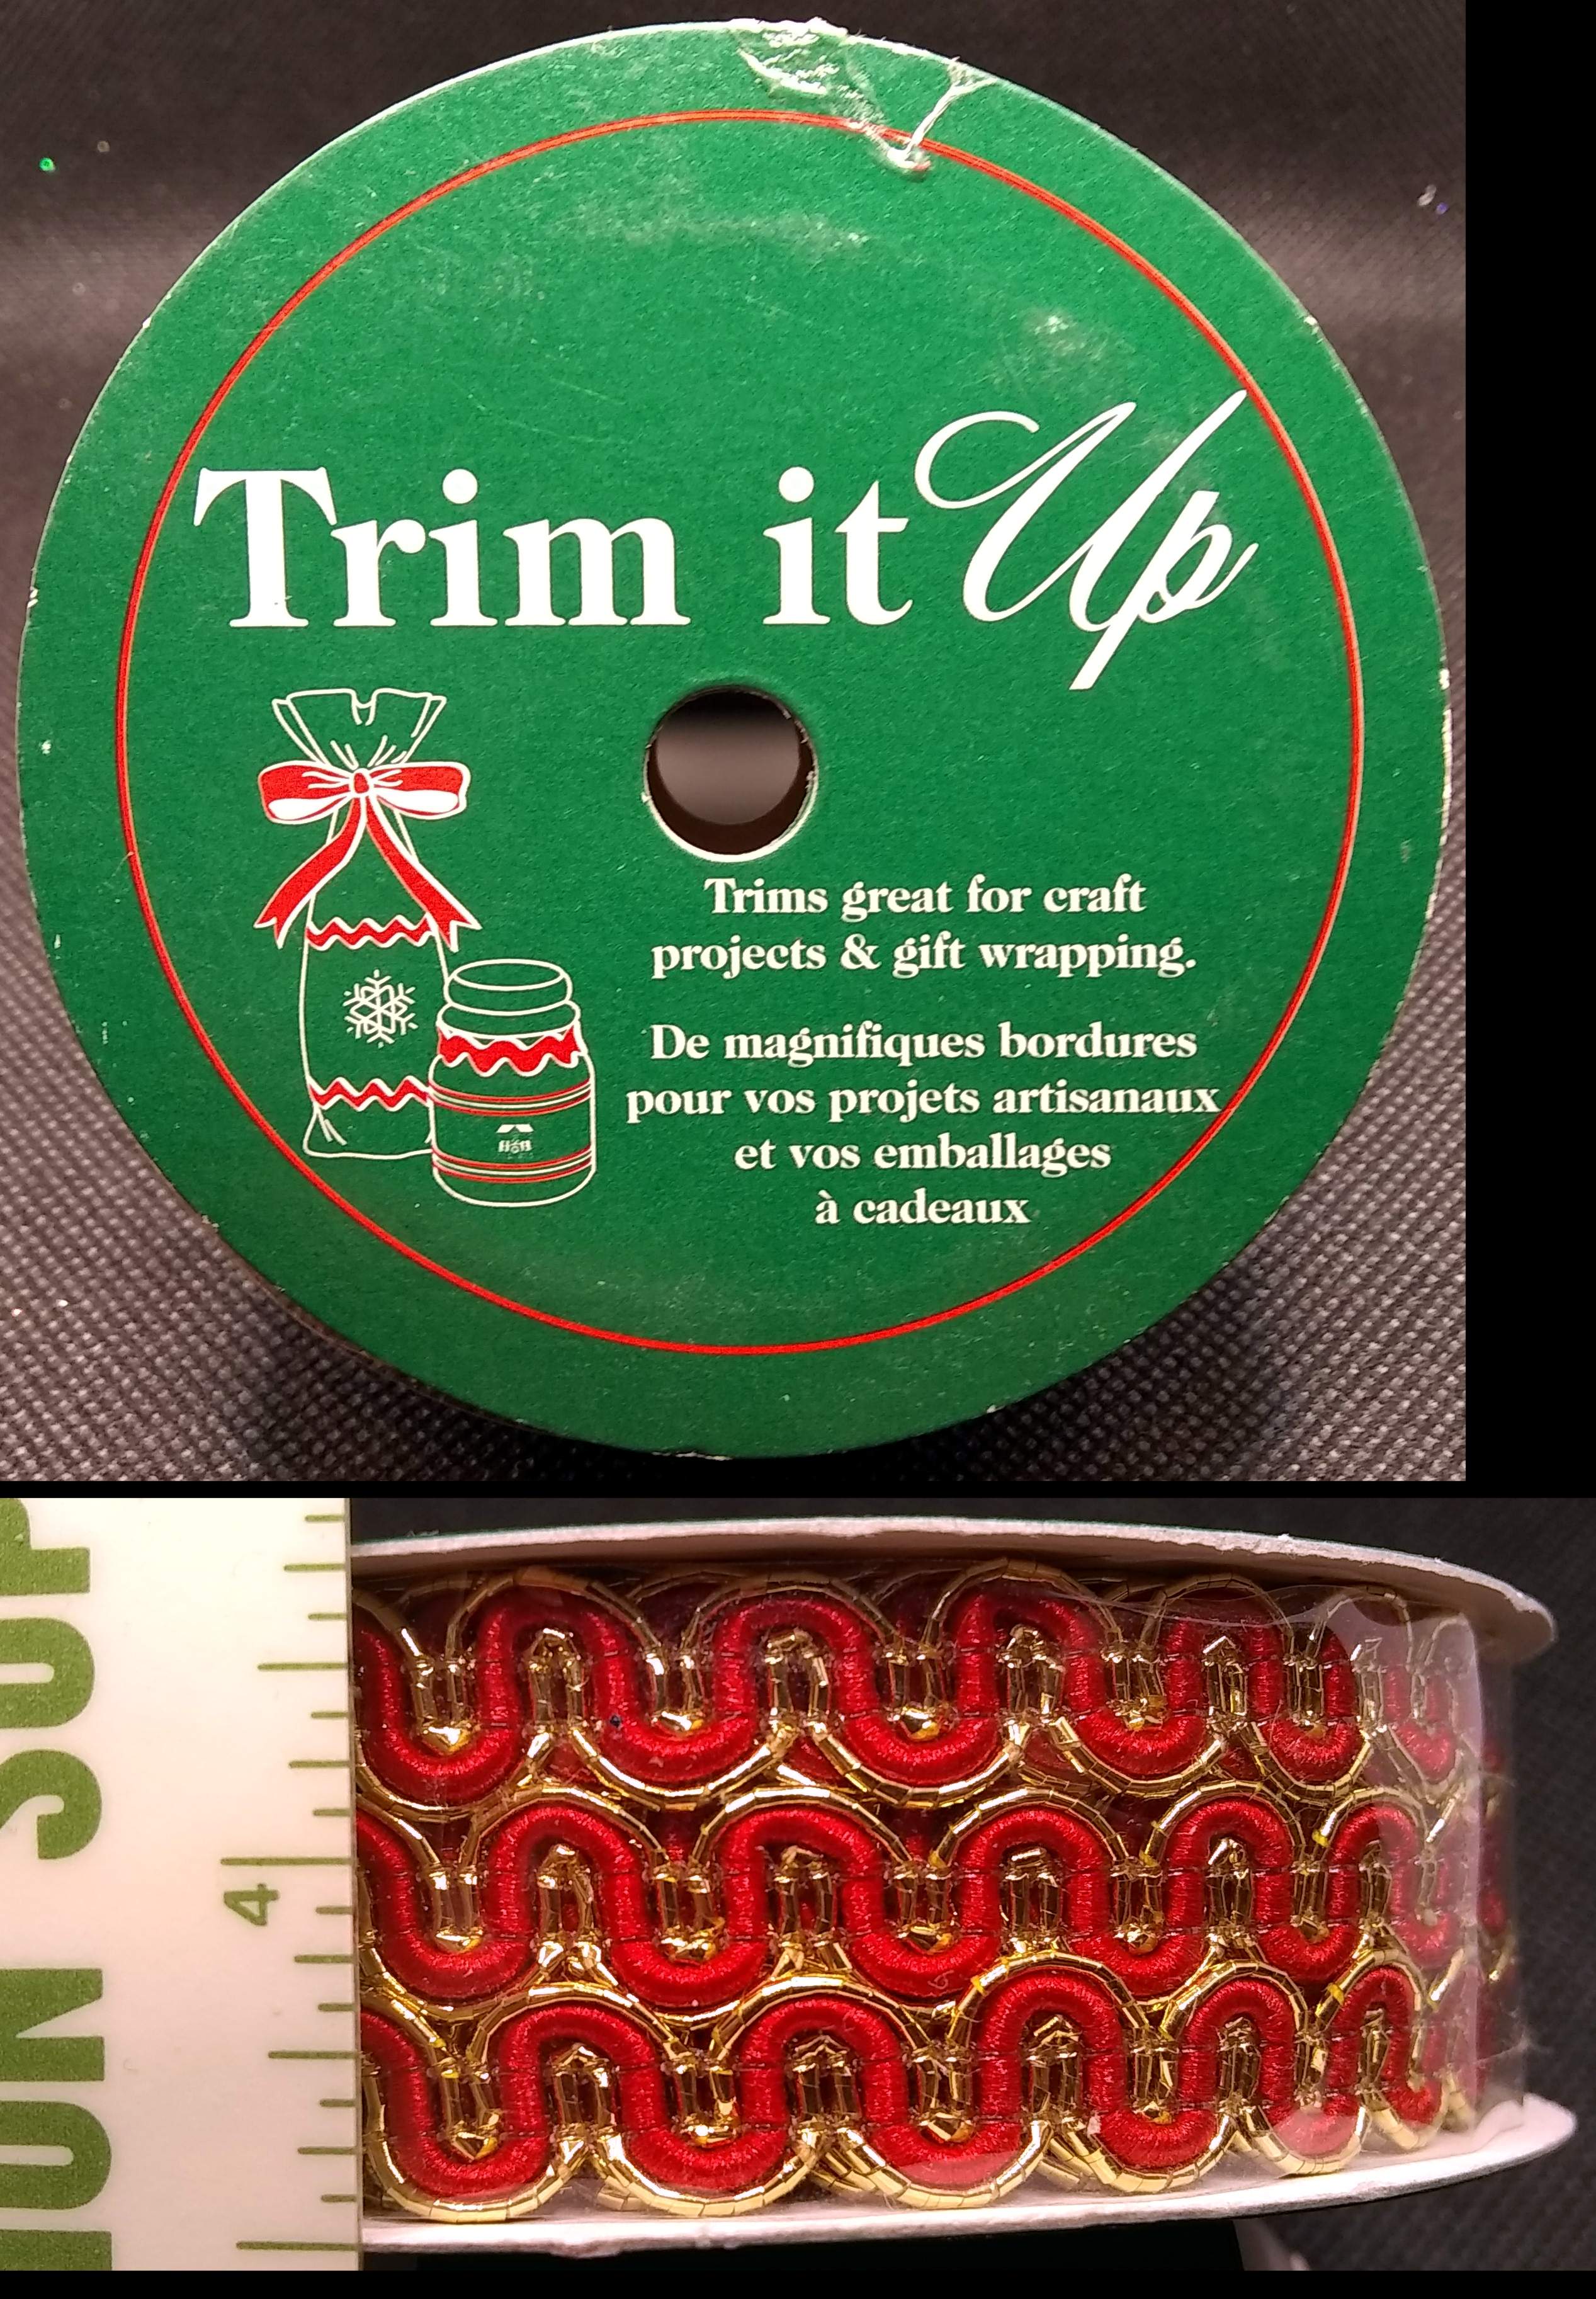 Trim it Up
Trims great for craft
projects & gift wrapping.
De magnifiques bordures
pour vos projets artisanaux
et vos emballages
à cadeaux
4